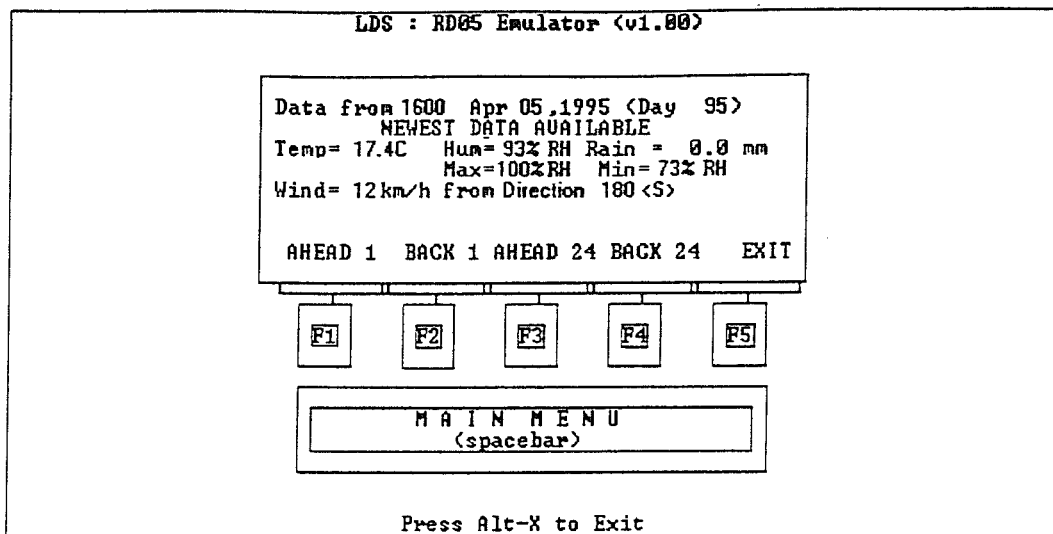 LDS : RD05 Emulator <v1.00>
Data from 1600 Apr 05,1995 <Day 95>
NEWEST DATA AVAILABLE
Temp= 17.4C Hum= 93% RH Rain = 0.0 mm
Max=100%RH Min=73% RH
Wind= 12km/h from Direction 180 <S>
AHEAD 1 BACK 1 AHEAD 24 BACK 24 EXIT
F1 F2 F3 F4 F5
M A I N M E N U
(spacebar)
Press Alt-X to Exit